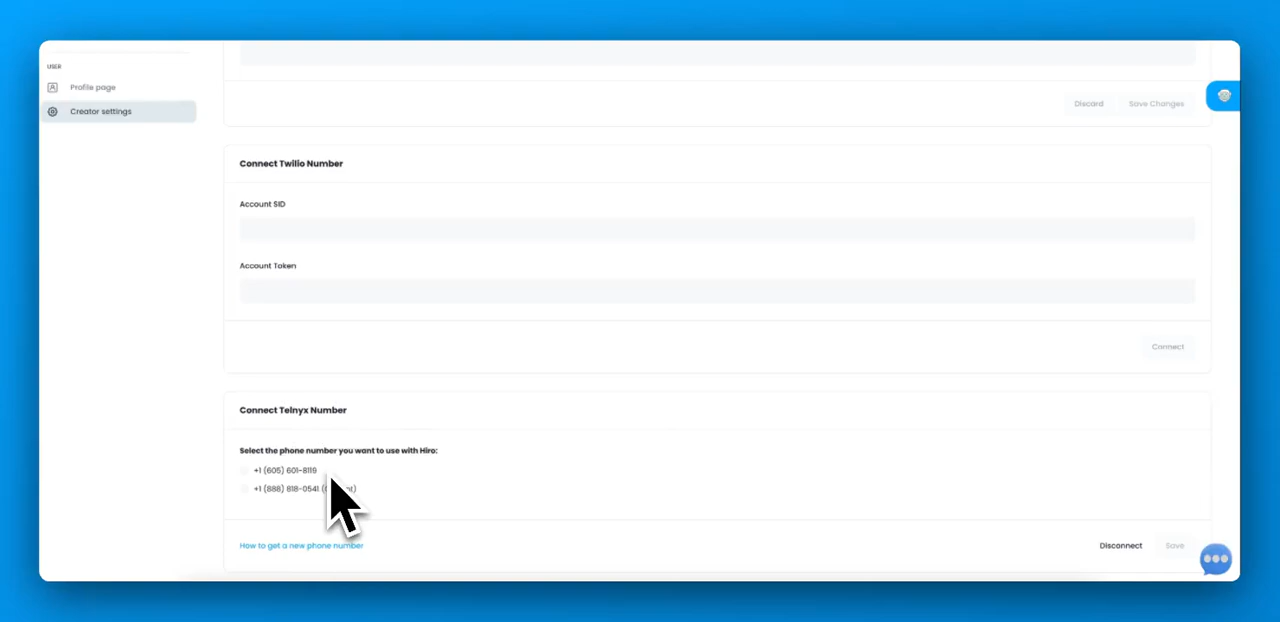 USER
Profile page
Creator settings
Discard
Save Changes
Connect Twilio Number
Account SID
Account Token
Connect
Connect Telnyx Number
Select the phone number you want to use with Hiro:
+1 (605) 601-8119
+1 (888) 818-0541
How to get a new phone number
Disconnect
Save